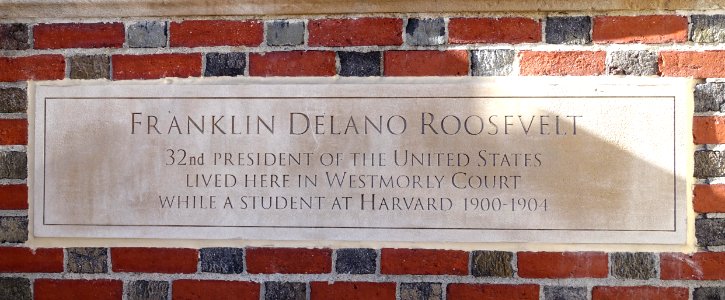 FRANKLIN DELANO ROOSEVELT
32nd PRESIDENT OF THE UNITED STATES
LIVED HERE IN WESTMORLY COURT
WHILE A STUDENT AT HARVARD 1900-1904